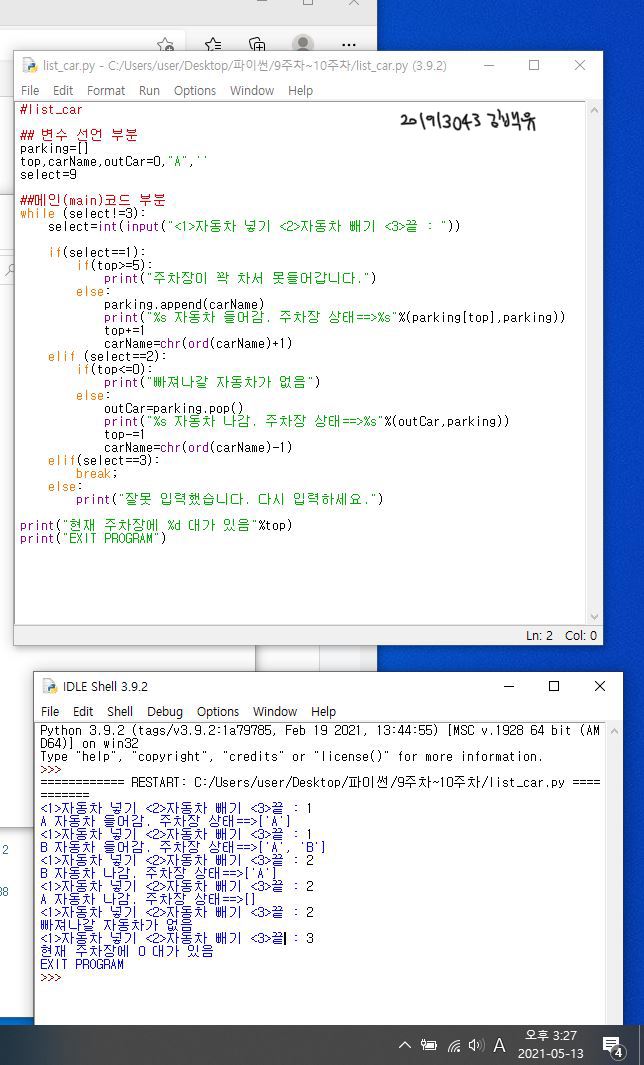 list_car.py - C:/Users/user/Desktop/파이썬/9주차~10주차/list_car.py (3.9.2)
File Edit Format Run Options Window Help
#list_car
20193043
## 변수 선언 부분
parking=[]
top,carName,outCar=0,"A",''
select=9
##메인(main)코드 부분
while (select!=3):
select=int(input("<1>자동차 넣기 <2>자동차 빼기 <3>끝 : "))
if(select==1):
if(top>=5):
print("주차장이 꽉 차서 못들어갑니다.")
else:
parking.append(carName)
print("%s 자동차 들어감. 주차장 상태==>%s"%(parking[top],parking))
top+=1
carName=chr(ord(carName)+1)
elif (select==2):
if(top<=0):
print("빠져나갈 자동차가 없음")
else:
outCar=parking.pop()
print("%s 자동차 나감. 주차장 상태==>%s"%(outCar,parking))
top-=1
carName=chr(ord(carName)-1)
elif(select==3):
break;
else:
print("잘못 입력했습니다. 다시 입력하세요.")
print("현재 주차장에 %d 대가 있음"%top)
print("EXIT PROGRAM")
Ln: 2 Col: 0
IDLE Shell 3.9.2
File Edit Shell Debug Options Window Help
Python 3.9.2 (tags/v3.9.2:1a79785, Feb 19 2021, 13:44:55) [MSC v.1928 64 bit (AM
D64)] on win32
Type "help", "copyright", "credits" or "license()" for more information.
>>>
============ RESTART: C:/Users/user/Desktop/파이썬/9주차~10주차/list_car.py ====
===========
<1>자동차 넣기 <2>자동차 빼기 <3>끝 : 1
A 자동차 들어감. 주차장 상태==>['A']
<1>자동차 넣기 <2>자동차 빼기 <3>끝 : 1
B 자동차 들어감. 주차장 상태==>['A', 'B']
<1>자동차 넣기 <2>자동차 빼기 <3>끝 : 2
B 자동차 나감. 주차장 상태==>['A']
<1>자동차 넣기 <2>자동차 빼기 <3>끝 : 2
A 자동차 나감. 주차장 상태==>[]
<1>자동차 넣기 <2>자동차 빼기 <3>끝 : 2
빠져나갈 자동차가 없음
<1>자동차 넣기 <2>자동차 빼기 <3>끝 : 3
현재 주차장에 0 대가 있음
EXIT PROGRAM
>>>
2
38
A
오후 3:27
2021-05-13
4